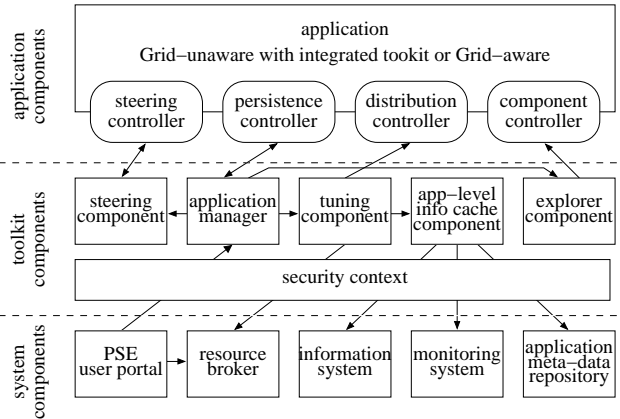 application
Grid-unaware with integrated tookit or Grid-aware
steering
controller
persistence
controller
distribution
controller
component
controller
application
components
steering
component
application
manager
tuning
component
app-level
info cache
component
explorer
component
toolkit
components
security context
PSE
user portal
resource
broker
information
system
monitoring
system
application
meta-data
repository
system
components